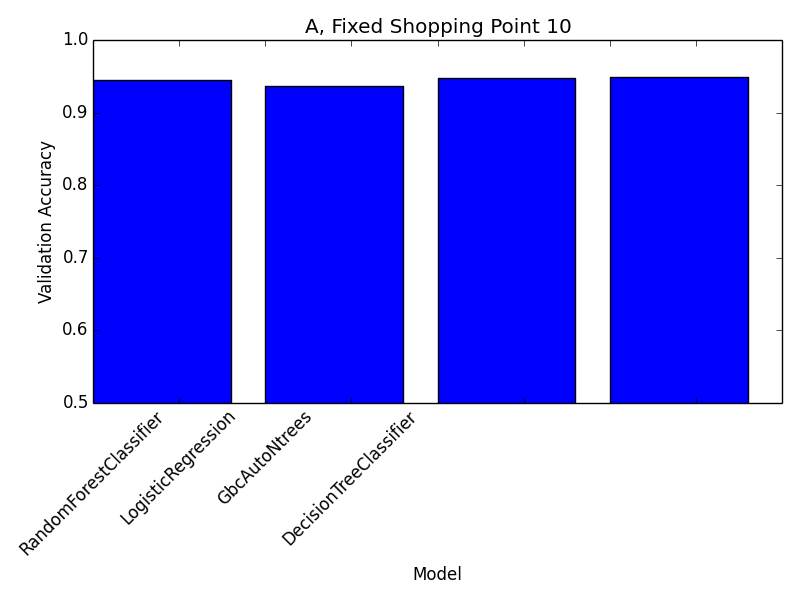 A, Fixed Shopping Point 10
1.0
0.9
0.8
0.7
0.6
0.5
Validation Accuracy
RandomForestClassifier
LogisticRegression
GbcAutoNtrees
DecisionTreeClassifier
Model